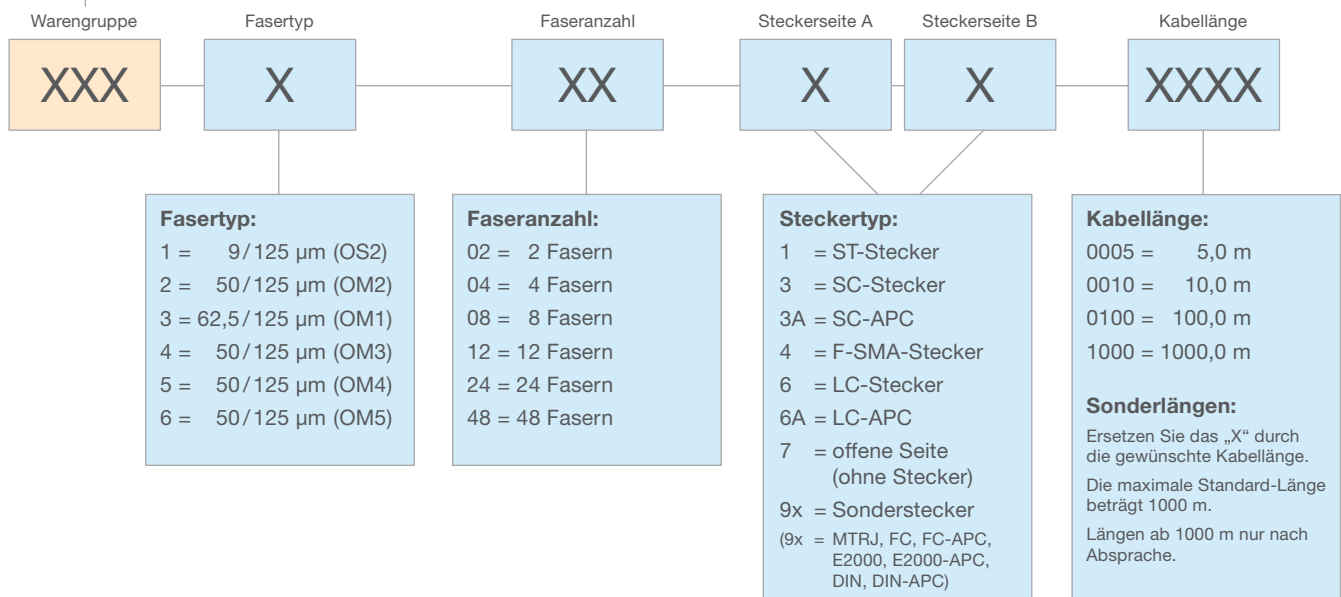 Warengruppe
Fasertyp
Faseranzahl
Steckerseite A
Steckerseite B
Kabellänge
XXX
X
XX
X
X
XXXX
Fasertyp:
1 = 9/125 µm (OS2)
2 = 50/125 µm (OM2)
3 = 62,5/125 µm (OM1)
4 = 50/125 µm (OM3)
5 = 50/125 µm (OM4)
6 = 50/125 µm (OM5)
Faseranzahl:
02 = 2 Fasern
04 = 4 Fasern
08 = 8 Fasern
12 = 12 Fasern
24 = 24 Fasern
48 = 48 Fasern
Steckertyp:
1 = ST-Stecker
3 = SC-Stecker
3A = SC-APC
4 = F-SMA-Stecker
6 = LC-Stecker
6A = LC-APC
7 = offene Seite
(ohne Stecker)
9x = Sonderstecker
(9x = MTRJ, FC, FC-APC,
E2000, E2000-APC,
DIN, DIN-APC)
Kabellänge:
0005 = 5,0 m
0010 = 10,0 m
0100 = 100,0 m
1000 = 1000,0 m
Sonderlängen:
Ersetzen Sie das „X“ durch
die gewünschte Kabellänge.
Die maximale Standard-Länge
beträgt 1000 m.
Längen ab 1000 m nur nach
Absprache.